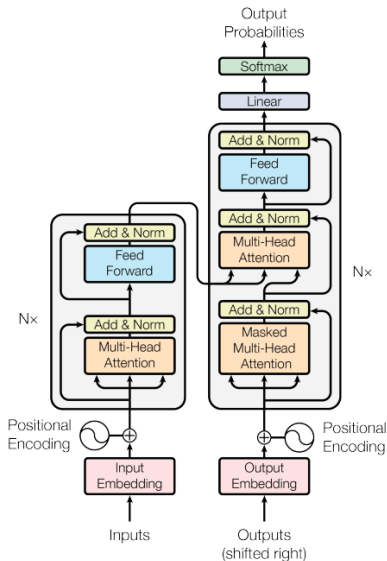 Output
Probabilities
Softmax
Linear
Add & Norm
Feed
Forward
Add & Norm
Multi-Head
Attention
Nx
Add & Norm
Masked
Multi-Head
Attention
Positional
Encoding
Output
Embedding
Outputs
(shifted right)
Add & Norm
Feed
Forward
Nx
Add & Norm
Multi-Head
Attention
Positional
Encoding
Input
Embedding
Inputs